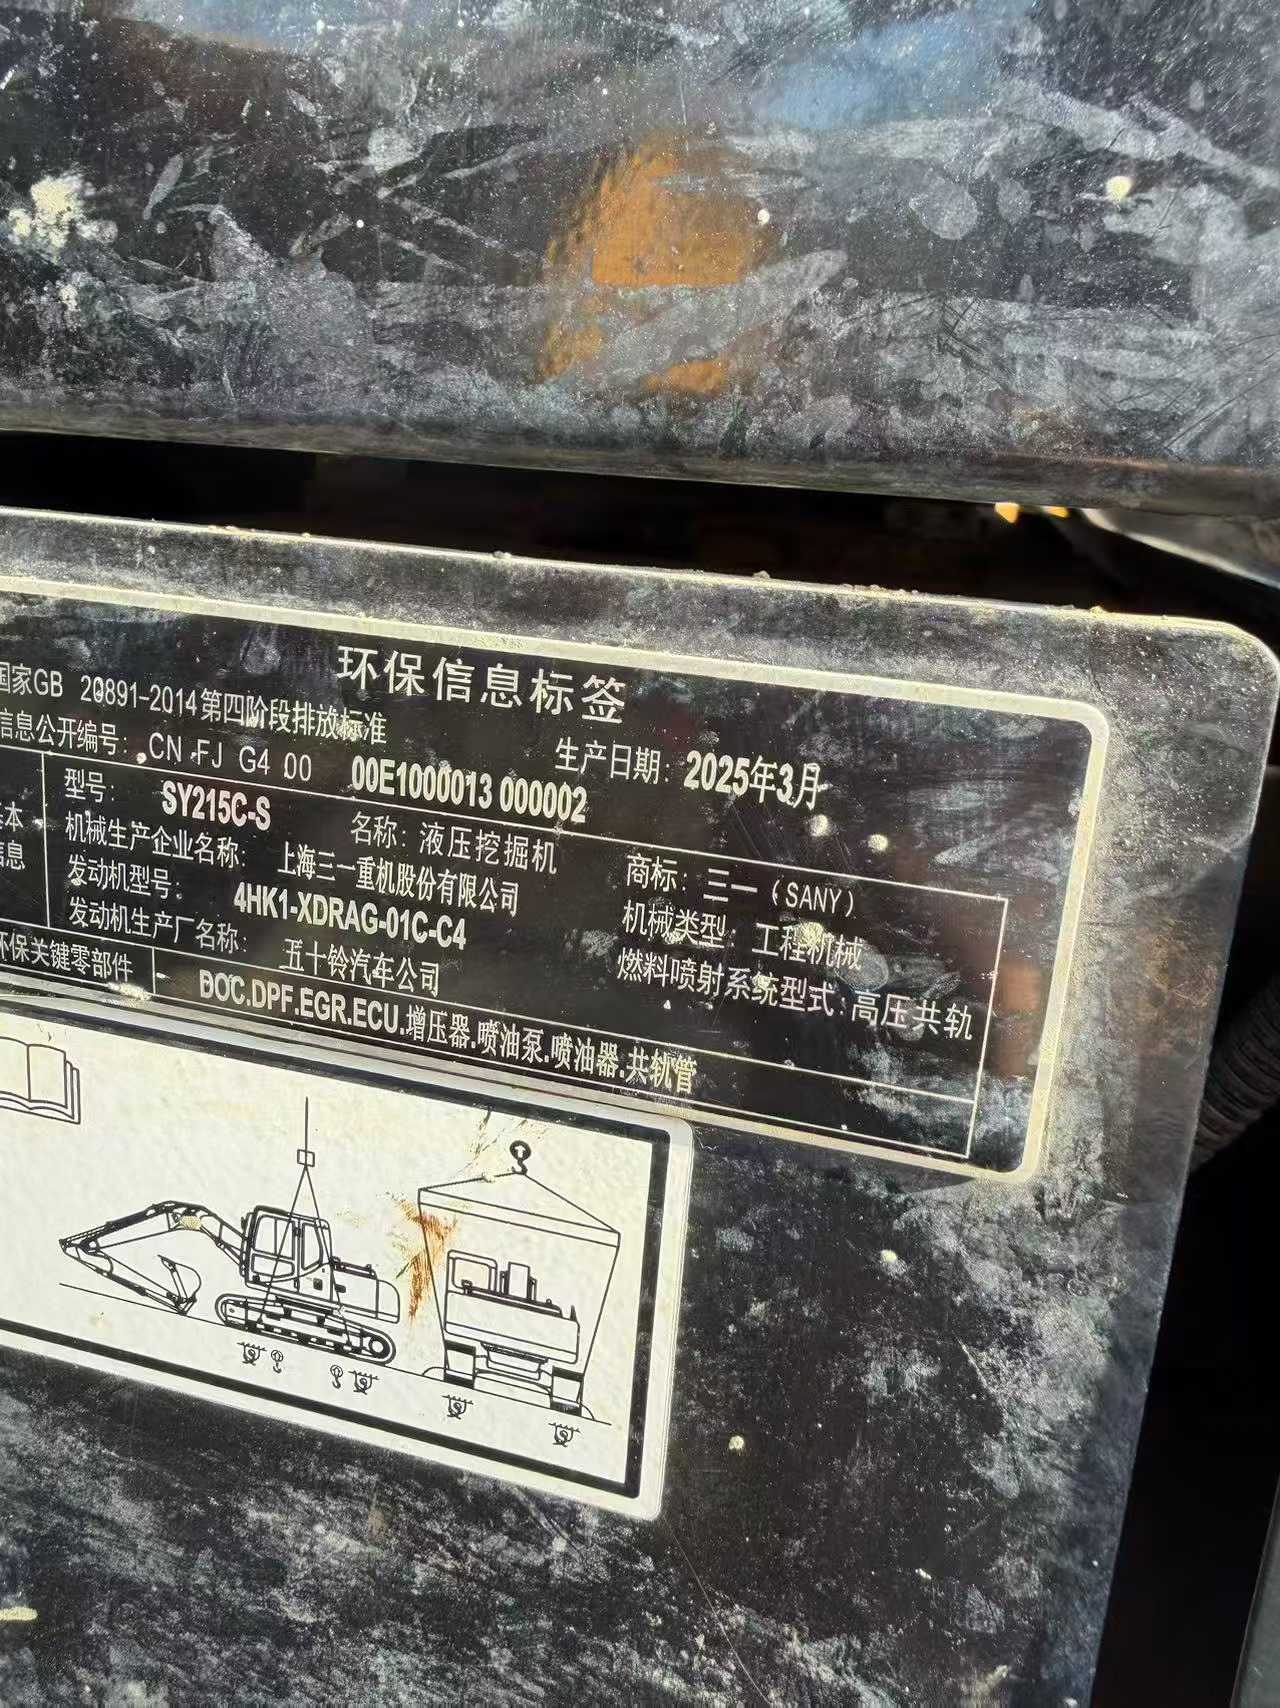 环保信息标签
国家GB 20891-2014第四阶段排放标准
生产日期: 2025年3月
信息公开编号: CN FJ G4 00 00E1000013 000002
基本信息
型号: SY215C-S 名称: 液压挖掘机 商标: 三一 (SANY)
机械生产企业名称: 上海三一重机股份有限公司 机械类型: 工程机械
发动机型号: 4HK1-XDRAG-01C-C4 燃料喷射系统型式: 高压共轨
发动机生产厂名称: 五十铃汽车公司
环保关键零部件 DOC.DPF.EGR.ECU.增压器.喷油泵.喷油器.共轨管